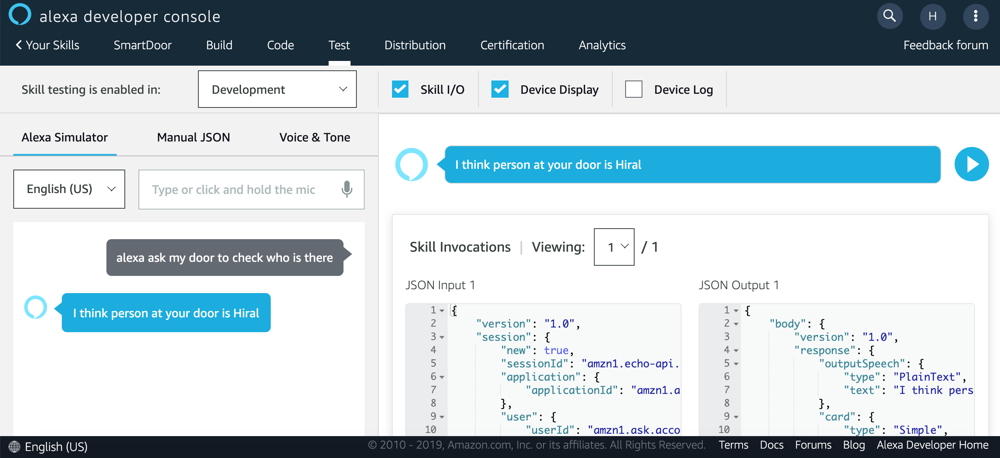 alexa developer console
H
Your Skills SmartDoor Build Code Test Distribution Certification Analytics Feedback forum
Skill testing is enabled in: Development Skill I/O Device Display Device Log
Alexa Simulator Manual JSON Voice & Tone
English (US) Type or click and hold the mic
alexa ask my door to check who is there
I think person at your door is Hiral
I think person at your door is Hiral
Skill Invocations | Viewing: 1 / 1
JSON Input 1
1 {
2 "version": "1.0",
3 "session": {
4 "new": true,
5 "sessionId": "amzn1.echo-api.
6 "application": {
7 "applicationId": "amzn1.a
8 },
9 "user": {
10 "userId": "amzn1.ask.acco
JSON Output 1
1 {
2 "body": {
3 "version": "1.0",
4 "response": {
5 "outputSpeech": {
6 "type": "PlainText",
7 "text": "I think pers
8 },
9 "card": {
10 "type": "Simple",
English (US) © 2010 - 2019, Amazon.com, Inc. or its affiliates. All Rights Reserved. Terms Docs Forums Blog Alexa Developer Home